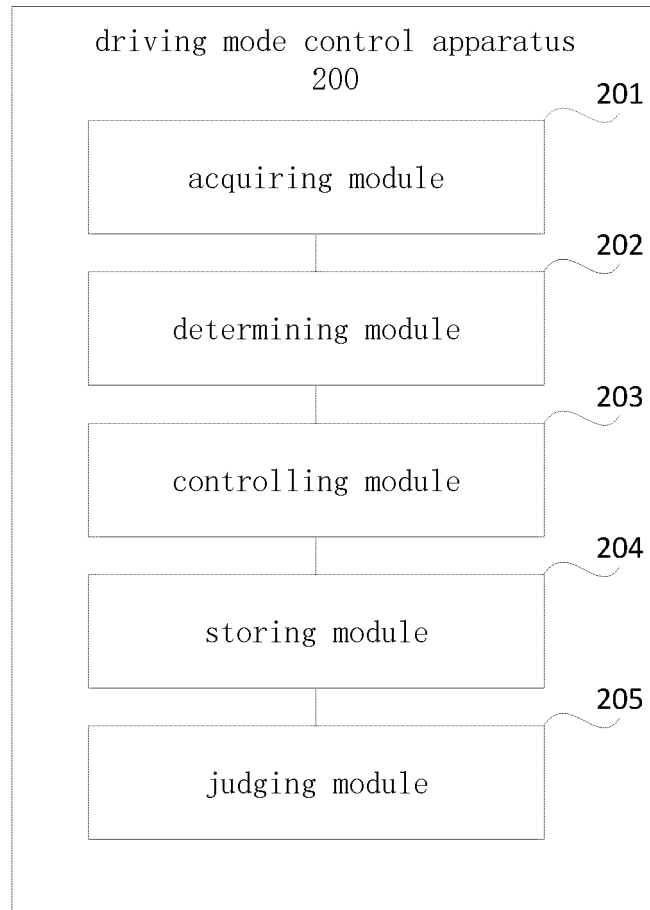 driving mode control apparatus
200
201
acquiring module
202
determining module
203
controlling module
204
storing module
205
judging module